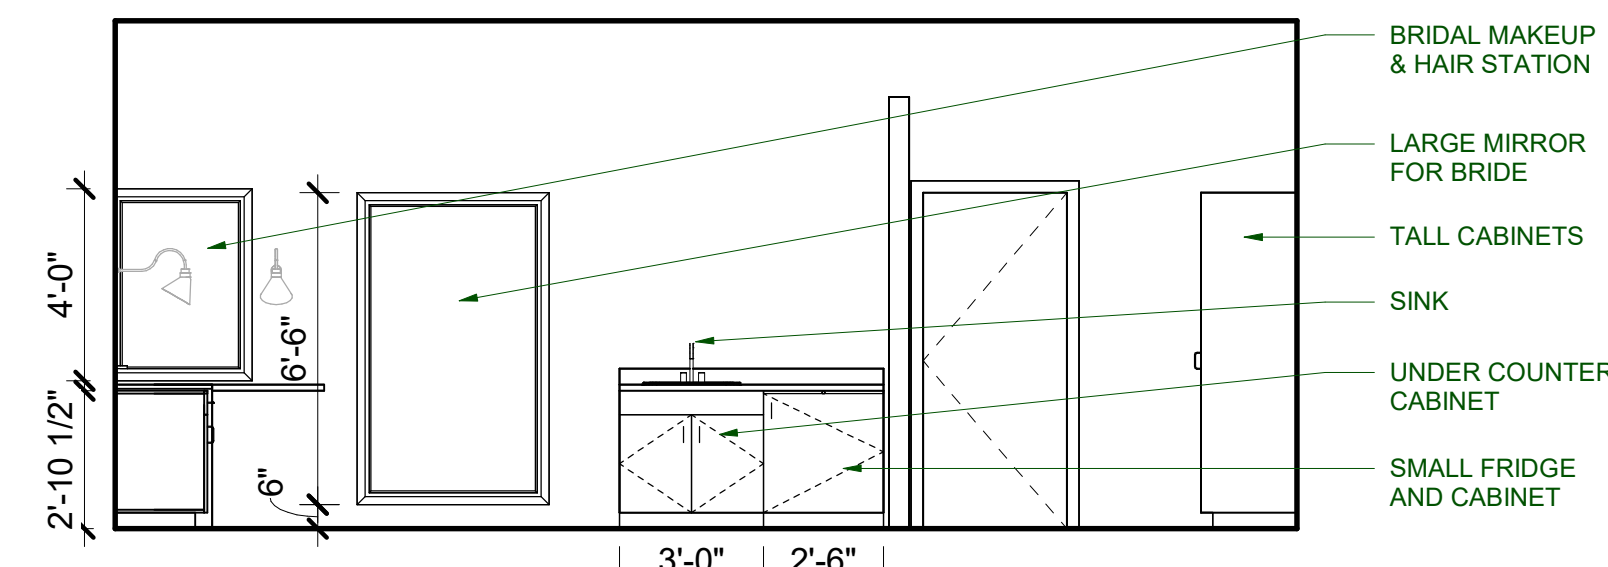 BRIDAL MAKEUP
& HAIR STATION
LARGE MIRROR
FOR BRIDE
TALL CABINETS
SINK
UNDER COUNTER
CABINET
SMALL FRIDGE
AND CABINET
4'-0"
2'-10 1/2"
6'-6"
6"
3'-0"
2'-6"